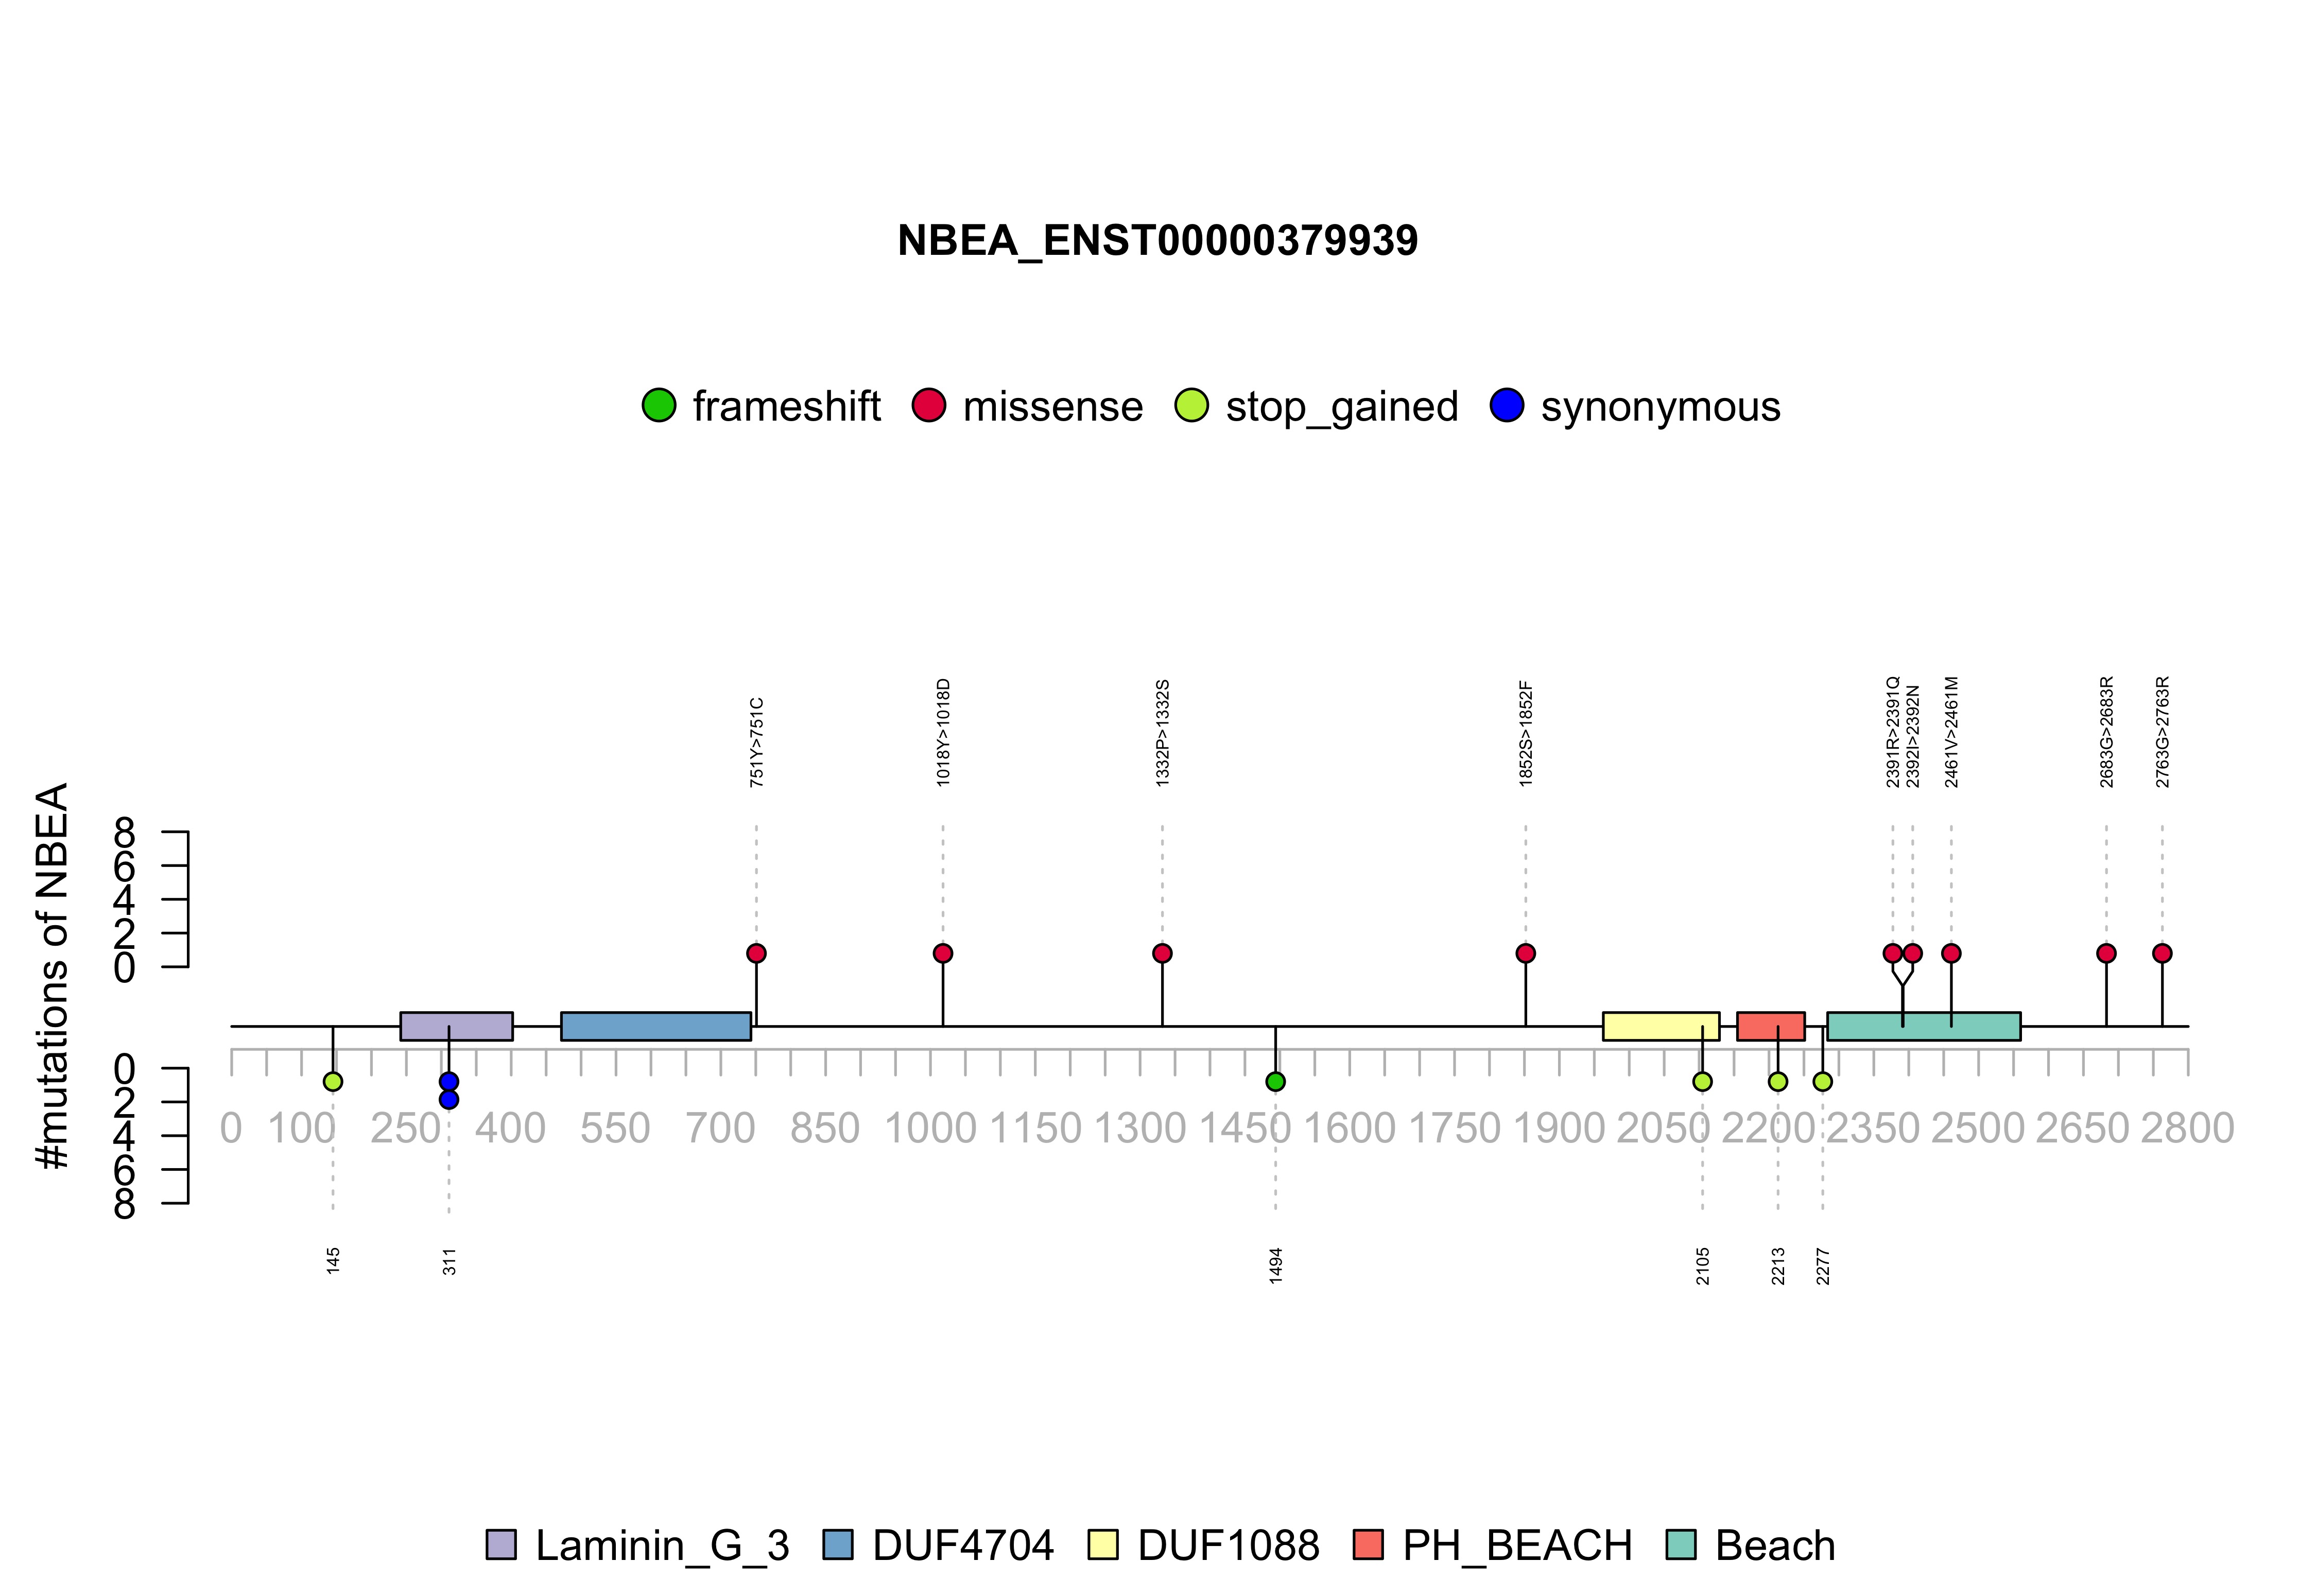 NBEA_ENST00000379939
frameshift missense stop_gained synonymous
751Y>751C
1018Y>1018D
1332P>1332S
1852S>1852F
2391R>2391Q
2392I>2392N
2461V>2461M
2683G>2683R
2763G>2763R
#mutations of NBEA
8
6
4
2
0
0
2
4
6
8
0 100 250 400 550 700 850 1000 1150 1300 1450 1600 1750 1900 2050 2200 2350 2500 2650 2800
145
311
1494
2105
2213
2277
Laminin_G_3 DUF4704 DUF1088 PH_BEACH Beach